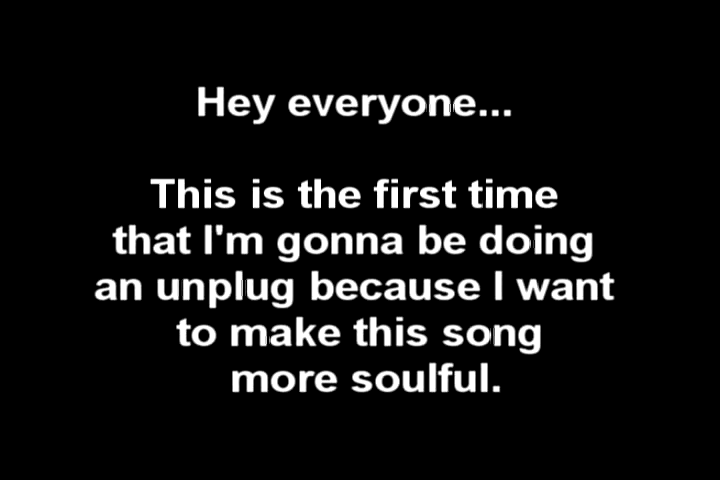 Hey everyone...
This is the first time
that I'm gonna be doing
an unplug because I want
to make this song
more soulful.